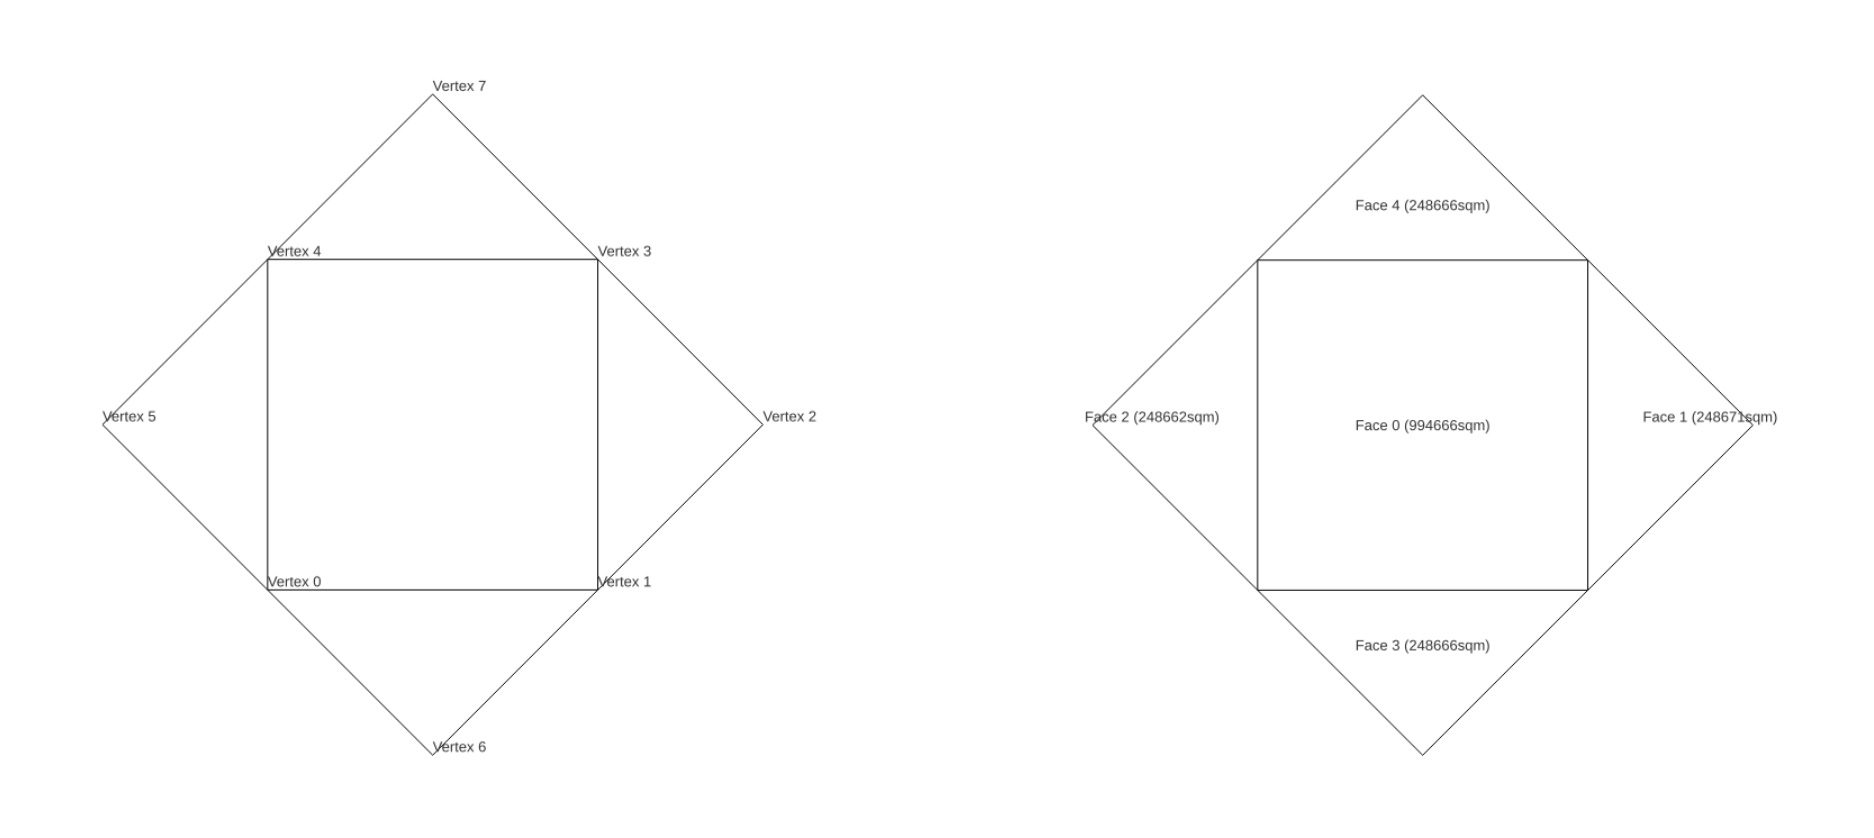 Vertex 7
Vertex 4
Vertex 3
Vertex 5
Vertex 2
Vertex 0
Vertex 1
Vertex 6
Face 4 (248666sqm)
Face 2 (248662sqm)
Face 0 (994666sqm)
Face 1 (248671sqm)
Face 3 (248666sqm)